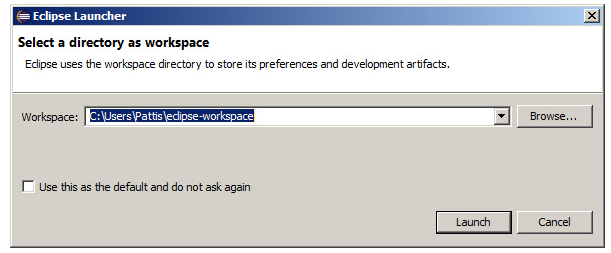 Eclipse Launcher
Select a directory as workspace
Eclipse uses the workspace directory to store its preferences and development artifacts.
Workspace: C:\Users\Pattis\eclipse-workspace Browse...
Use this as the default and do not ask again
Launch Cancel